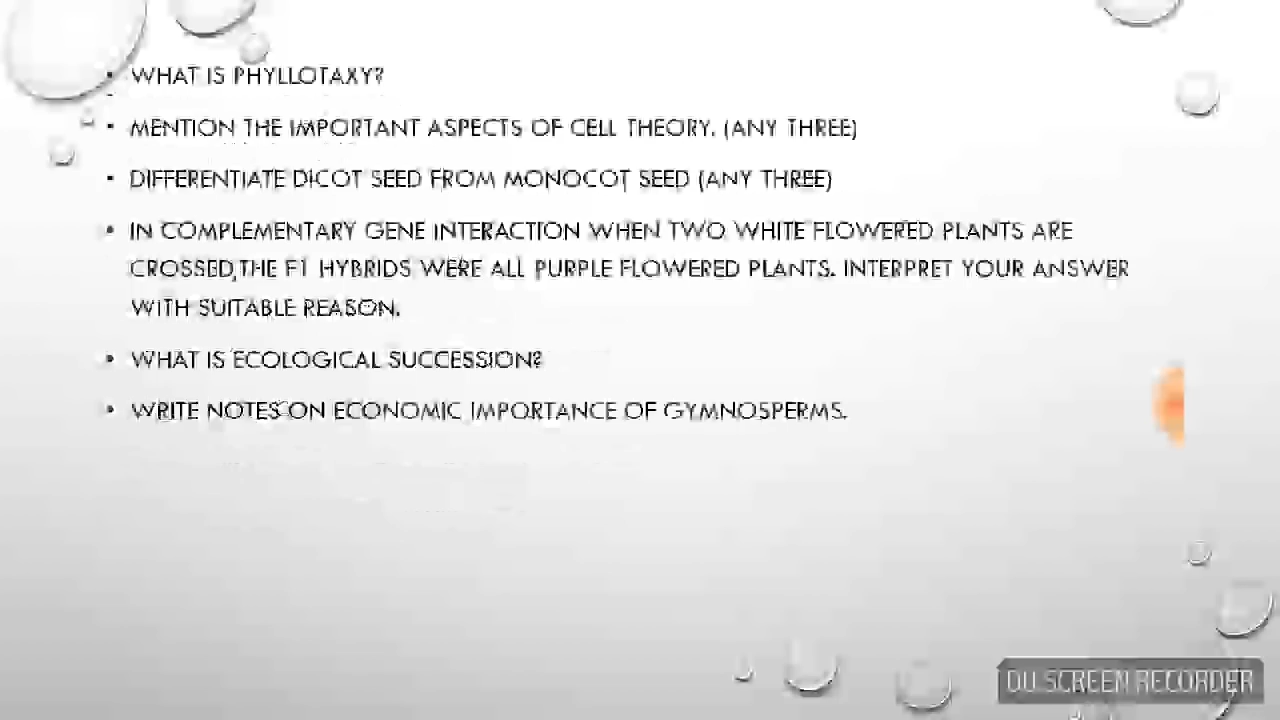 • WHAT IS PHYLLOTAXY?
• MENTION THE IMPORTANT ASPECTS OF CELL THEORY. (ANY THREE)
• DIFFERENTIATE DICOT SEED FROM MONOCOT SEED (ANY THREE)
• IN COMPLEMENTARY GENE INTERACTION WHEN TWO WHITE FLOWERED PLANTS ARE
CROSSED,THE F1 HYBRIDS WERE ALL PURPLE FLOWERED PLANTS. INTERPRET YOUR ANSWER
WITH SUITABLE REASON.
• WHAT IS ECOLOGICAL SUCCESSION?
• WRITE NOTES ON ECONOMIC IMPORTANCE OF GYMNOSPERMS.
DU SCREEN RECORDER